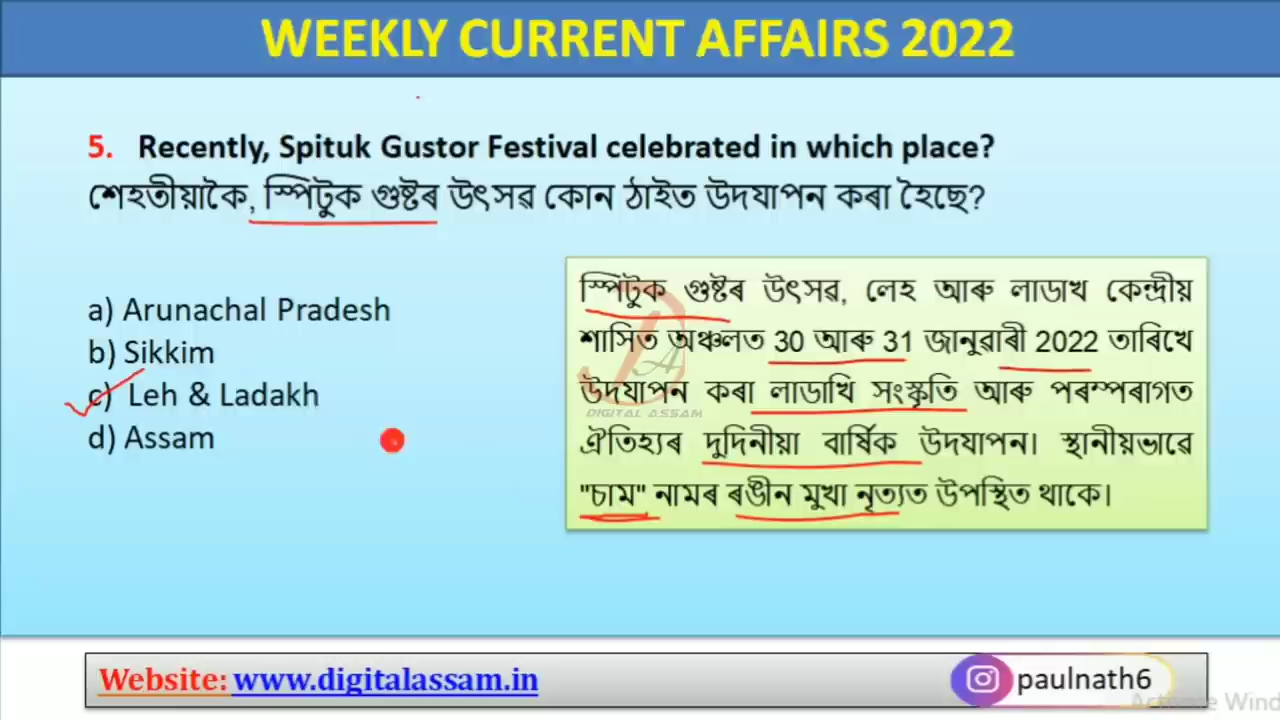 WEEKLY CURRENT AFFAIRS 2022
5. Recently, Spituk Gustor Festival celebrated in which place?
শেহতীয়াকৈ, স্পিটুক গুষ্টৰ উৎসৱ কোন ঠাইত উদযাপন কৰা হৈছে?
a) Arunachal Pradesh
b) Sikkim
c) Leh & Ladakh
d) Assam
স্পিটুক গুষ্টৰ উৎসৱ, লেহ আৰু লাডাখ কেন্দ্ৰীয়
শাসিত অঞ্চলত 30 আৰু 31 জানুৱাৰী 2022 তাৰিখে
উদযাপন কৰা লাডাখি সংস্কৃতি আৰু পৰম্পৰাগত
ঐতিহ্যৰ দুদিনীয়া বাৰ্ষিক উদযাপন। স্থানীয়ভাৱে
"চাম" নামৰ ৰঙীন মুখা নৃত্যত উপস্থিত থাকে।
DIGITAL ASSAM
Website: www.digitalassam.in
paulnath6
Activate Wind